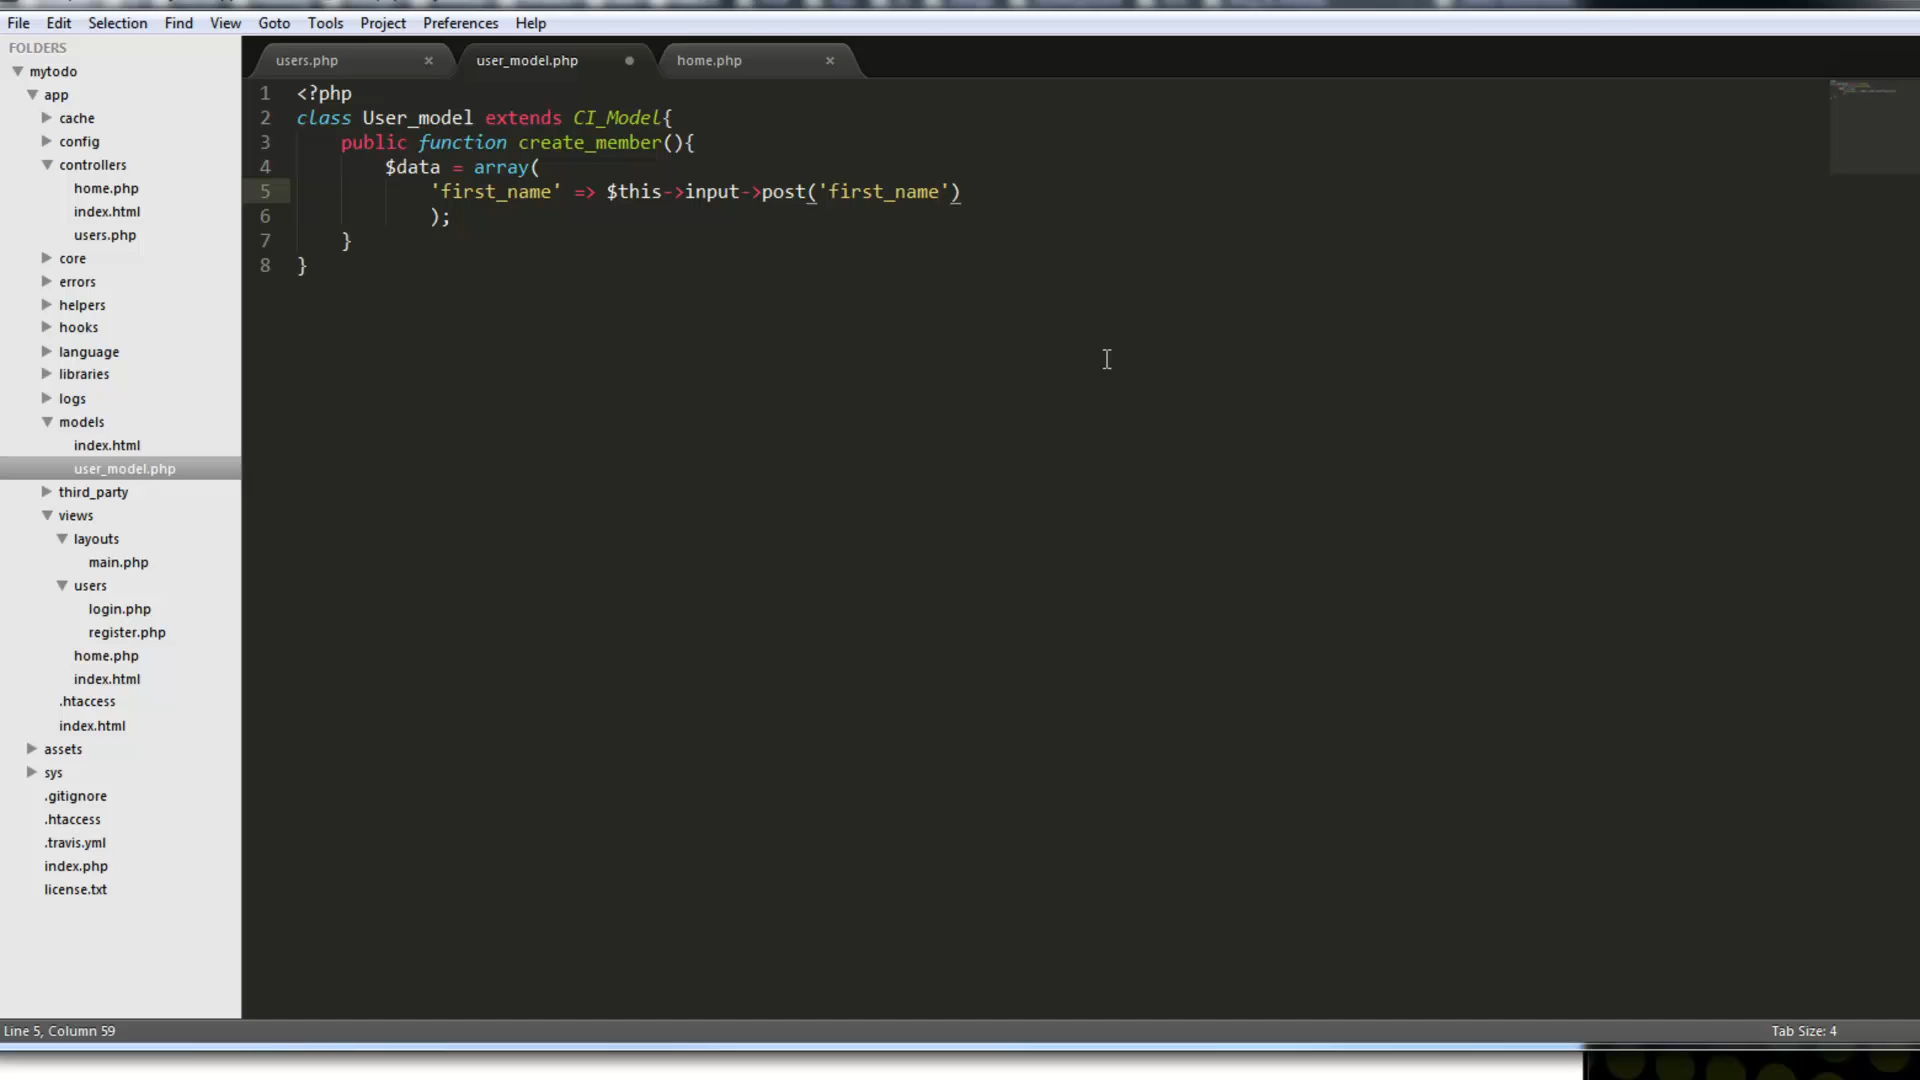 File Edit Selection Find View Goto Tools Project Preferences Help
FOLDERS
mytodo
app
cache
config
controllers
home.php
index.html
users.php
core
errors
helpers
hooks
language
libraries
logs
models
index.html
user_model.php
third_party
views
layouts
main.php
users
login.php
register.php
home.php
index.html
.htaccess
index.html
assets
sys
.gitignore
.htaccess
.travis.yml
index.php
license.txt
users.php × user_model.php home.php ×
1 <?php
2 class User_model extends CI_Model{
3 public function create_member(){
4 $data = array(
5 'first_name' => $this->input->post('first_name')
6 );
7 }
8 }
Line 5, Column 59 Tab Size: 4